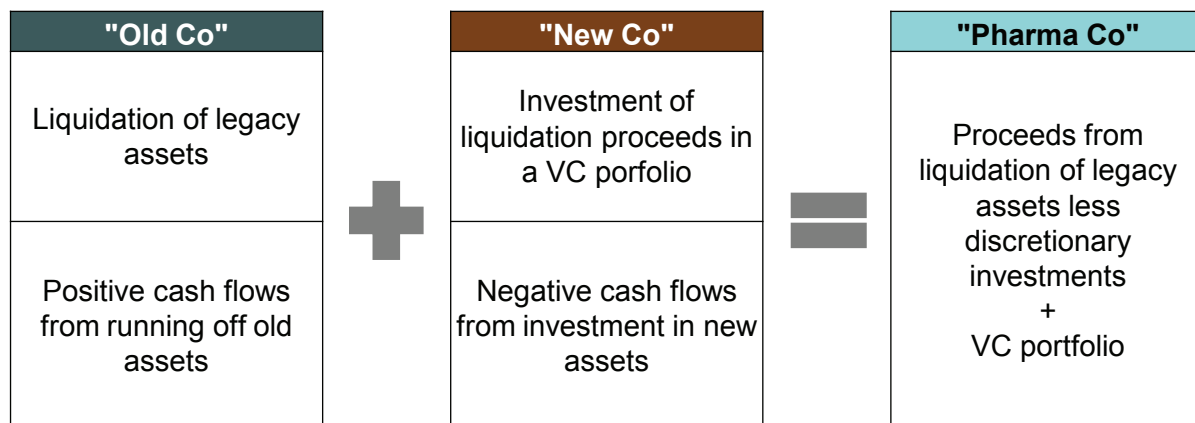 "Old Co"
Liquidation of legacy
assets
Positive cash flows
from running off old
assets
"New Co"
Investment of
liquidation proceeds in
a VC porfolio
Negative cash flows
from investment in new
assets
"Pharma Co"
Proceeds from
liquidation of legacy
assets less
discretionary
investments
+
VC portfolio